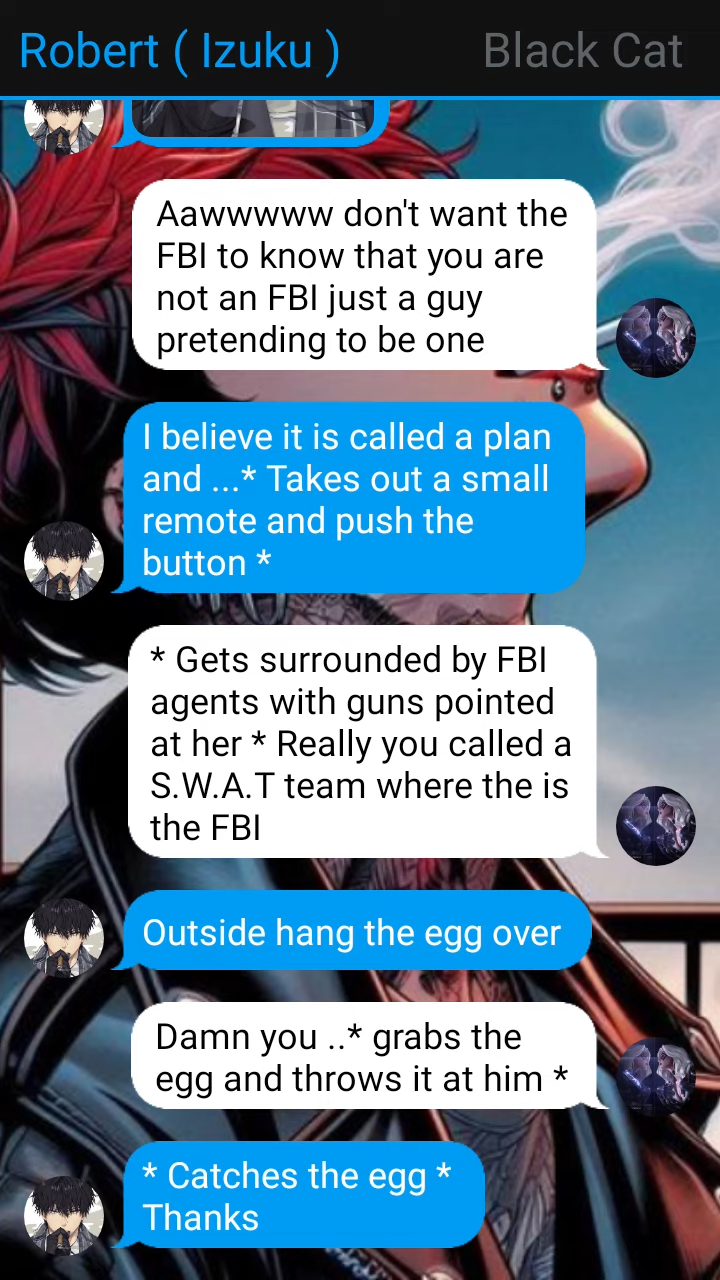 Robert ( Izuku )
Black Cat
Aawwwww don't want the
FBI to know that you are
not an FBI just a guy
pretending to be one
I believe it is called a plan
and ...* Takes out a small
remote and push the
button *
* Gets surrounded by FBI
agents with guns pointed
at her * Really you called a
S.W.A.T team where the is
the FBI
Outside hang the egg over
Damn you ..* grabs the
egg and throws it at him *
* Catches the egg *
Thanks